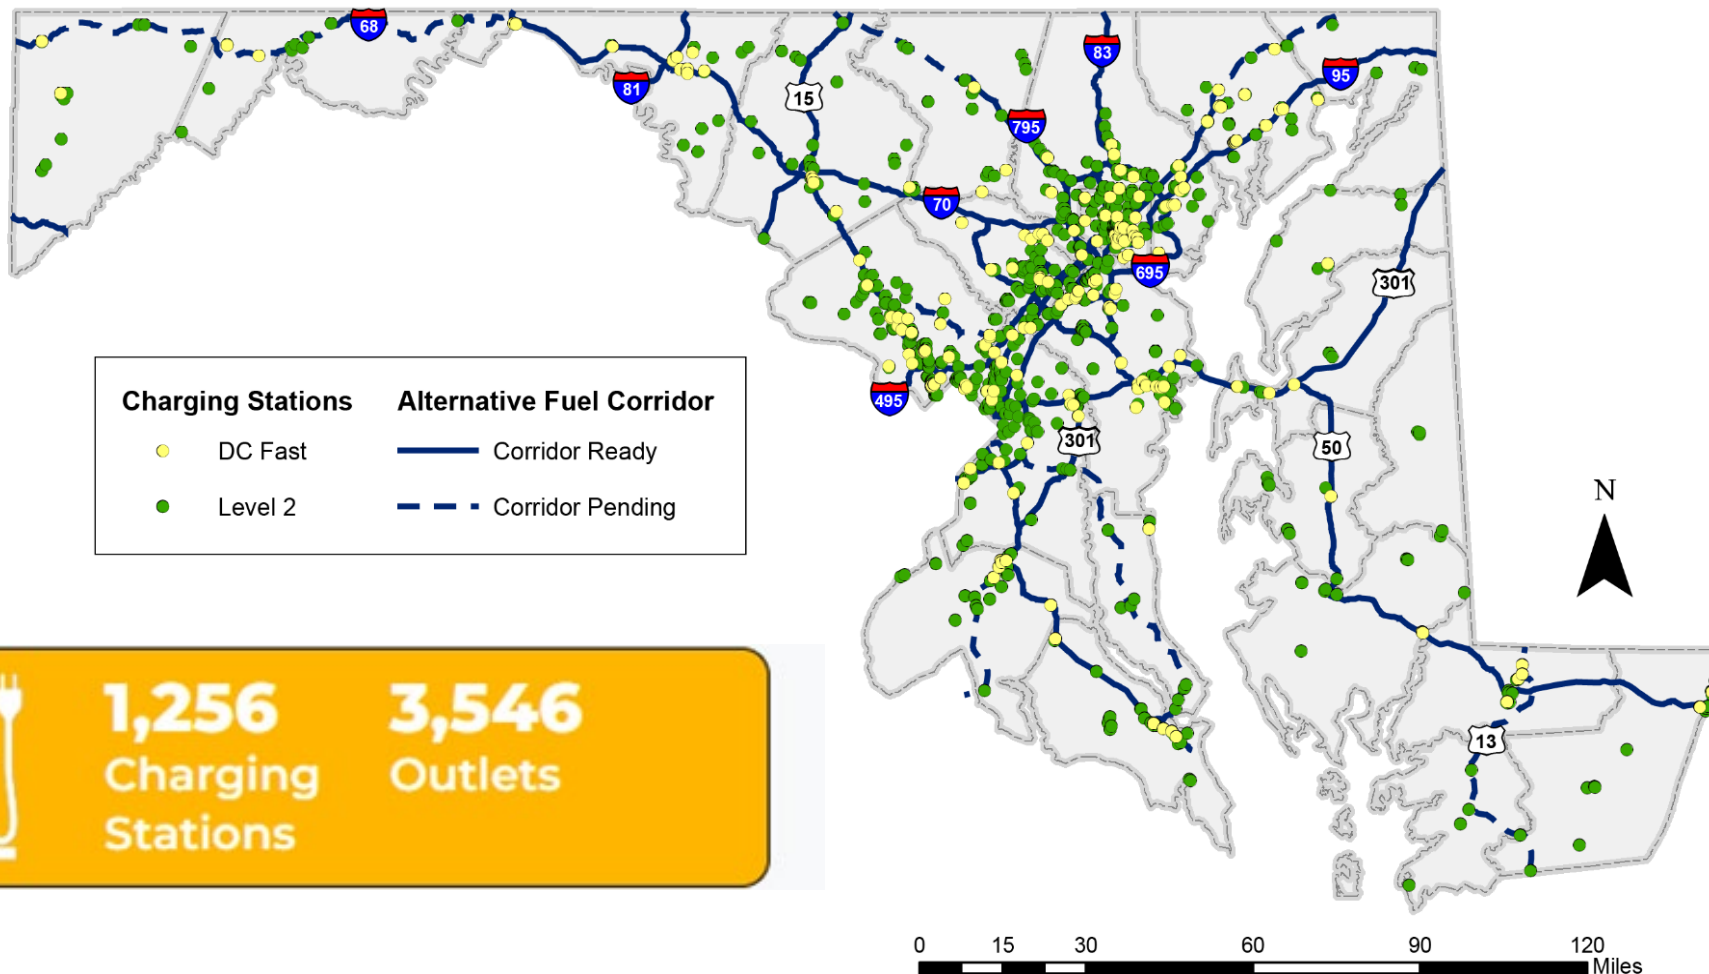 68
83
95
81
15
795
70
695
301
495
301
50
13
Charging Stations
Alternative Fuel Corridor
DC Fast
Corridor Ready
Level 2
Corridor Pending
N
1,256
3,546
Charging
Outlets
Stations
0 15 30 60 90 120
Miles